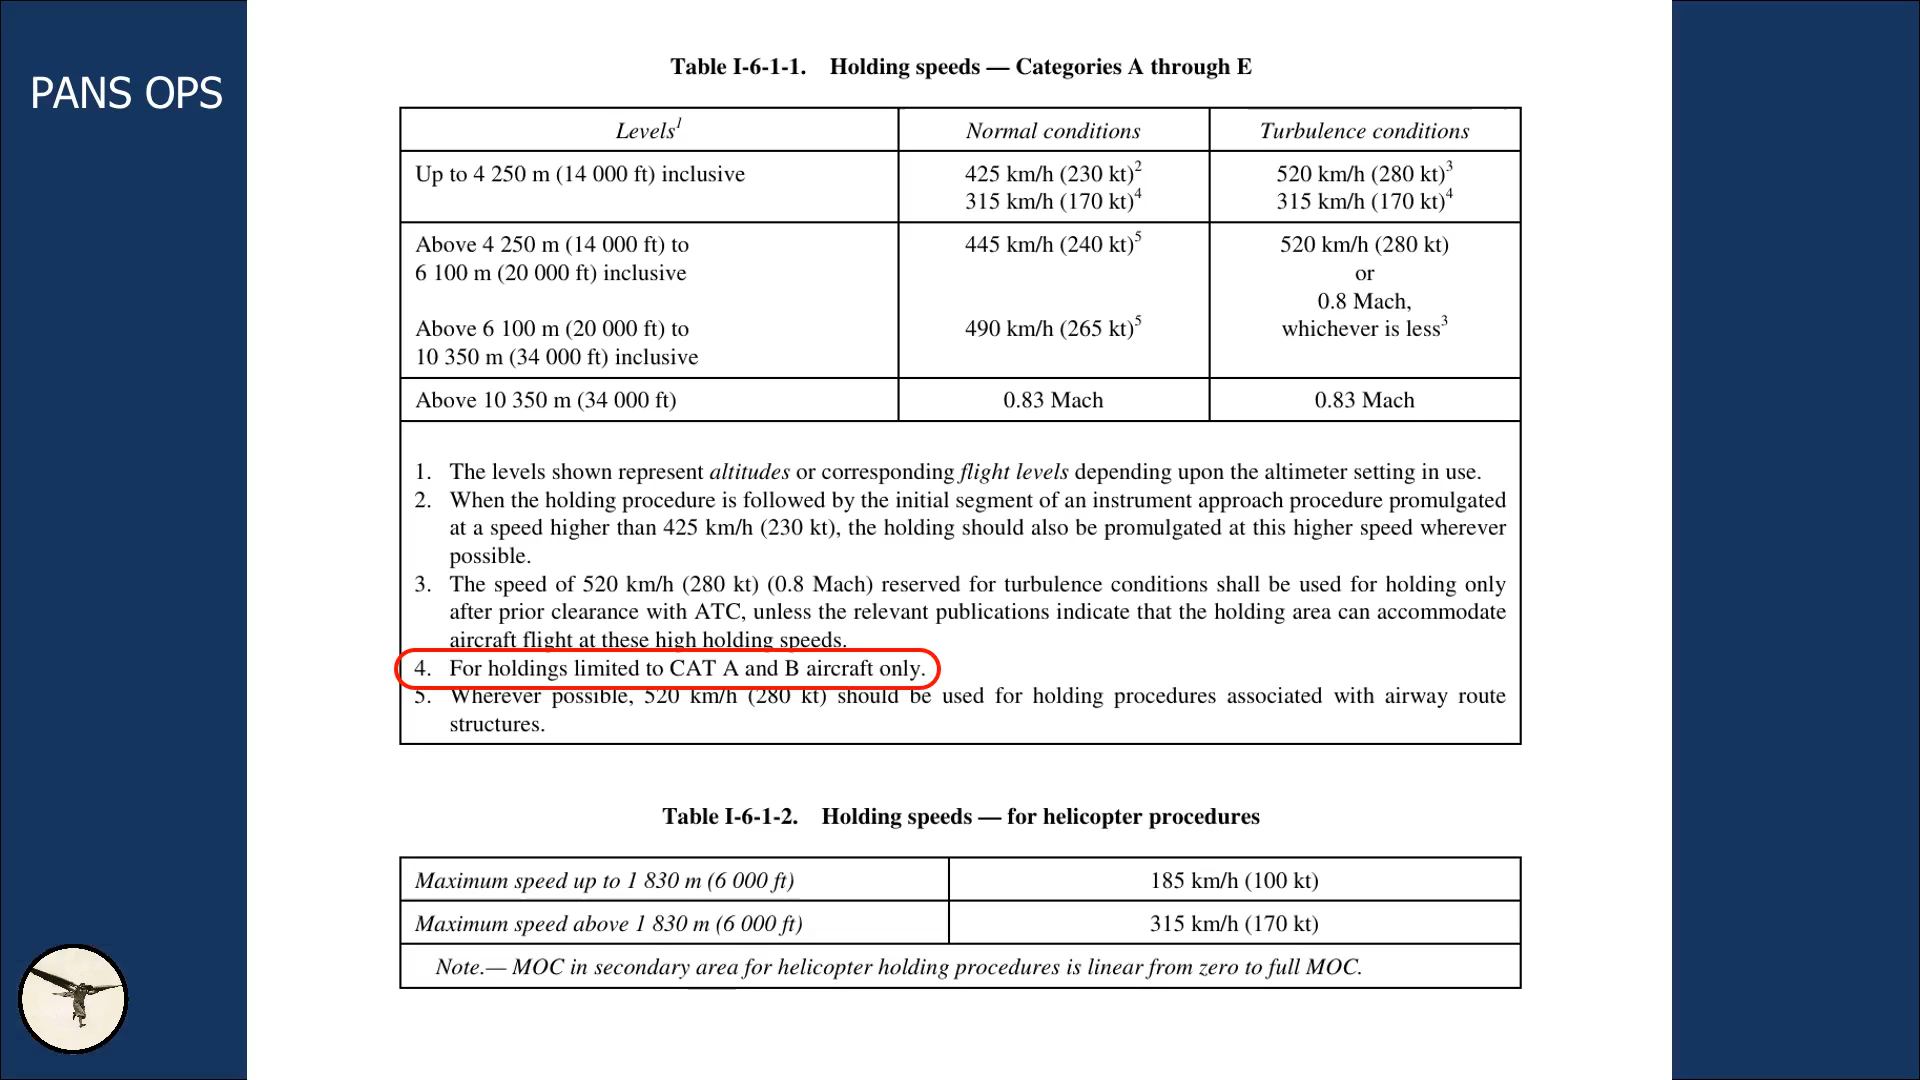 PANS OPS
Table I-6-1-1. Holding speeds — Categories A through E
Levels1 Normal conditions Turbulence conditions
Up to 4 250 m (14 000 ft) inclusive 425 km/h (230 kt)2 520 km/h (280 kt)3
315 km/h (170 kt)4 315 km/h (170 kt)4
Above 4 250 m (14 000 ft) to 445 km/h (240 kt)5 520 km/h (280 kt)
6 100 m (20 000 ft) inclusive or
0.8 Mach,
Above 6 100 m (20 000 ft) to 490 km/h (265 kt)5 whichever is less3
10 350 m (34 000 ft) inclusive
Above 10 350 m (34 000 ft) 0.83 Mach 0.83 Mach
1. The levels shown represent altitudes or corresponding flight levels depending upon the altimeter setting in use.
2. When the holding procedure is followed by the initial segment of an instrument approach procedure promulgated
at a speed higher than 425 km/h (230 kt), the holding should also be promulgated at this higher speed wherever
possible.
3. The speed of 520 km/h (280 kt) (0.8 Mach) reserved for turbulence conditions shall be used for holding only
after prior clearance with ATC, unless the relevant publications indicate that the holding area can accommodate
aircraft flight at these high holding speeds.
4. For holdings limited to CAT A and B aircraft only.
5. Wherever possible, 520 km/h (280 kt) should be used for holding procedures associated with airway route
structures.
Table I-6-1-2. Holding speeds — for helicopter procedures
Maximum speed up to 1 830 m (6 000 ft) 185 km/h (100 kt)
Maximum speed above 1 830 m (6 000 ft) 315 km/h (170 kt)
Note.— MOC in secondary area for helicopter holding procedures is linear from zero to full MOC.